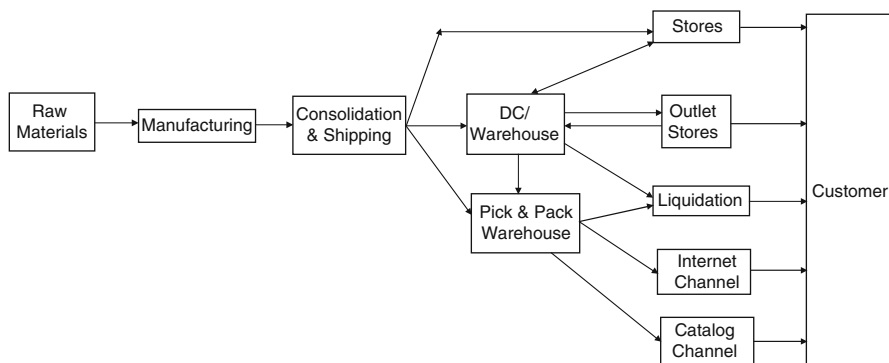 Raw
Materials
Manufacturing
Consolidation
& Shipping
DC/
Warehouse
Pick & Pack
Warehouse
Stores
Outlet
Stores
Liquidation
Internet
Channel
Catalog
Channel
Customer